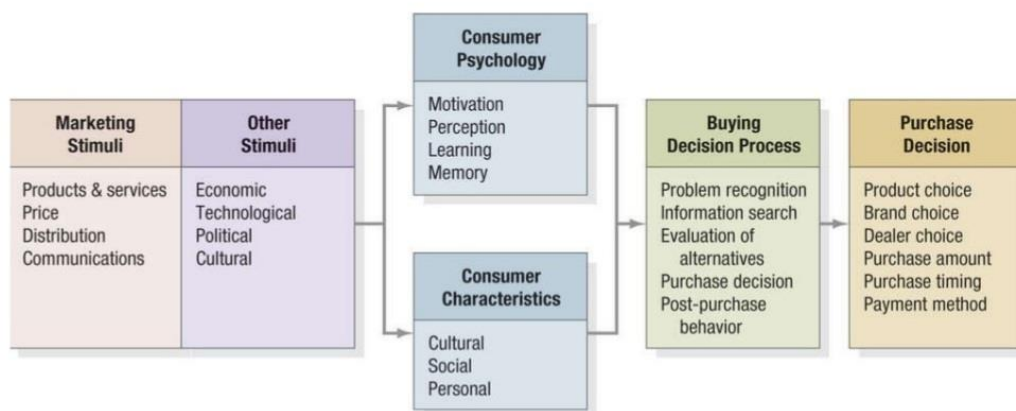 Marketing
Stimuli
Products & services
Price
Distribution
Communications
Other
Stimuli
Economic
Technological
Political
Cultural
Consumer
Psychology
Motivation
Perception
Learning
Memory
Consumer
Characteristics
Cultural
Social
Personal
Buying
Decision Process
Problem recognition
Information search
Evaluation of
alternatives
Purchase decision
Post-purchase
behavior
Purchase
Decision
Product choice
Brand choice
Dealer choice
Purchase amount
Purchase timing
Payment method